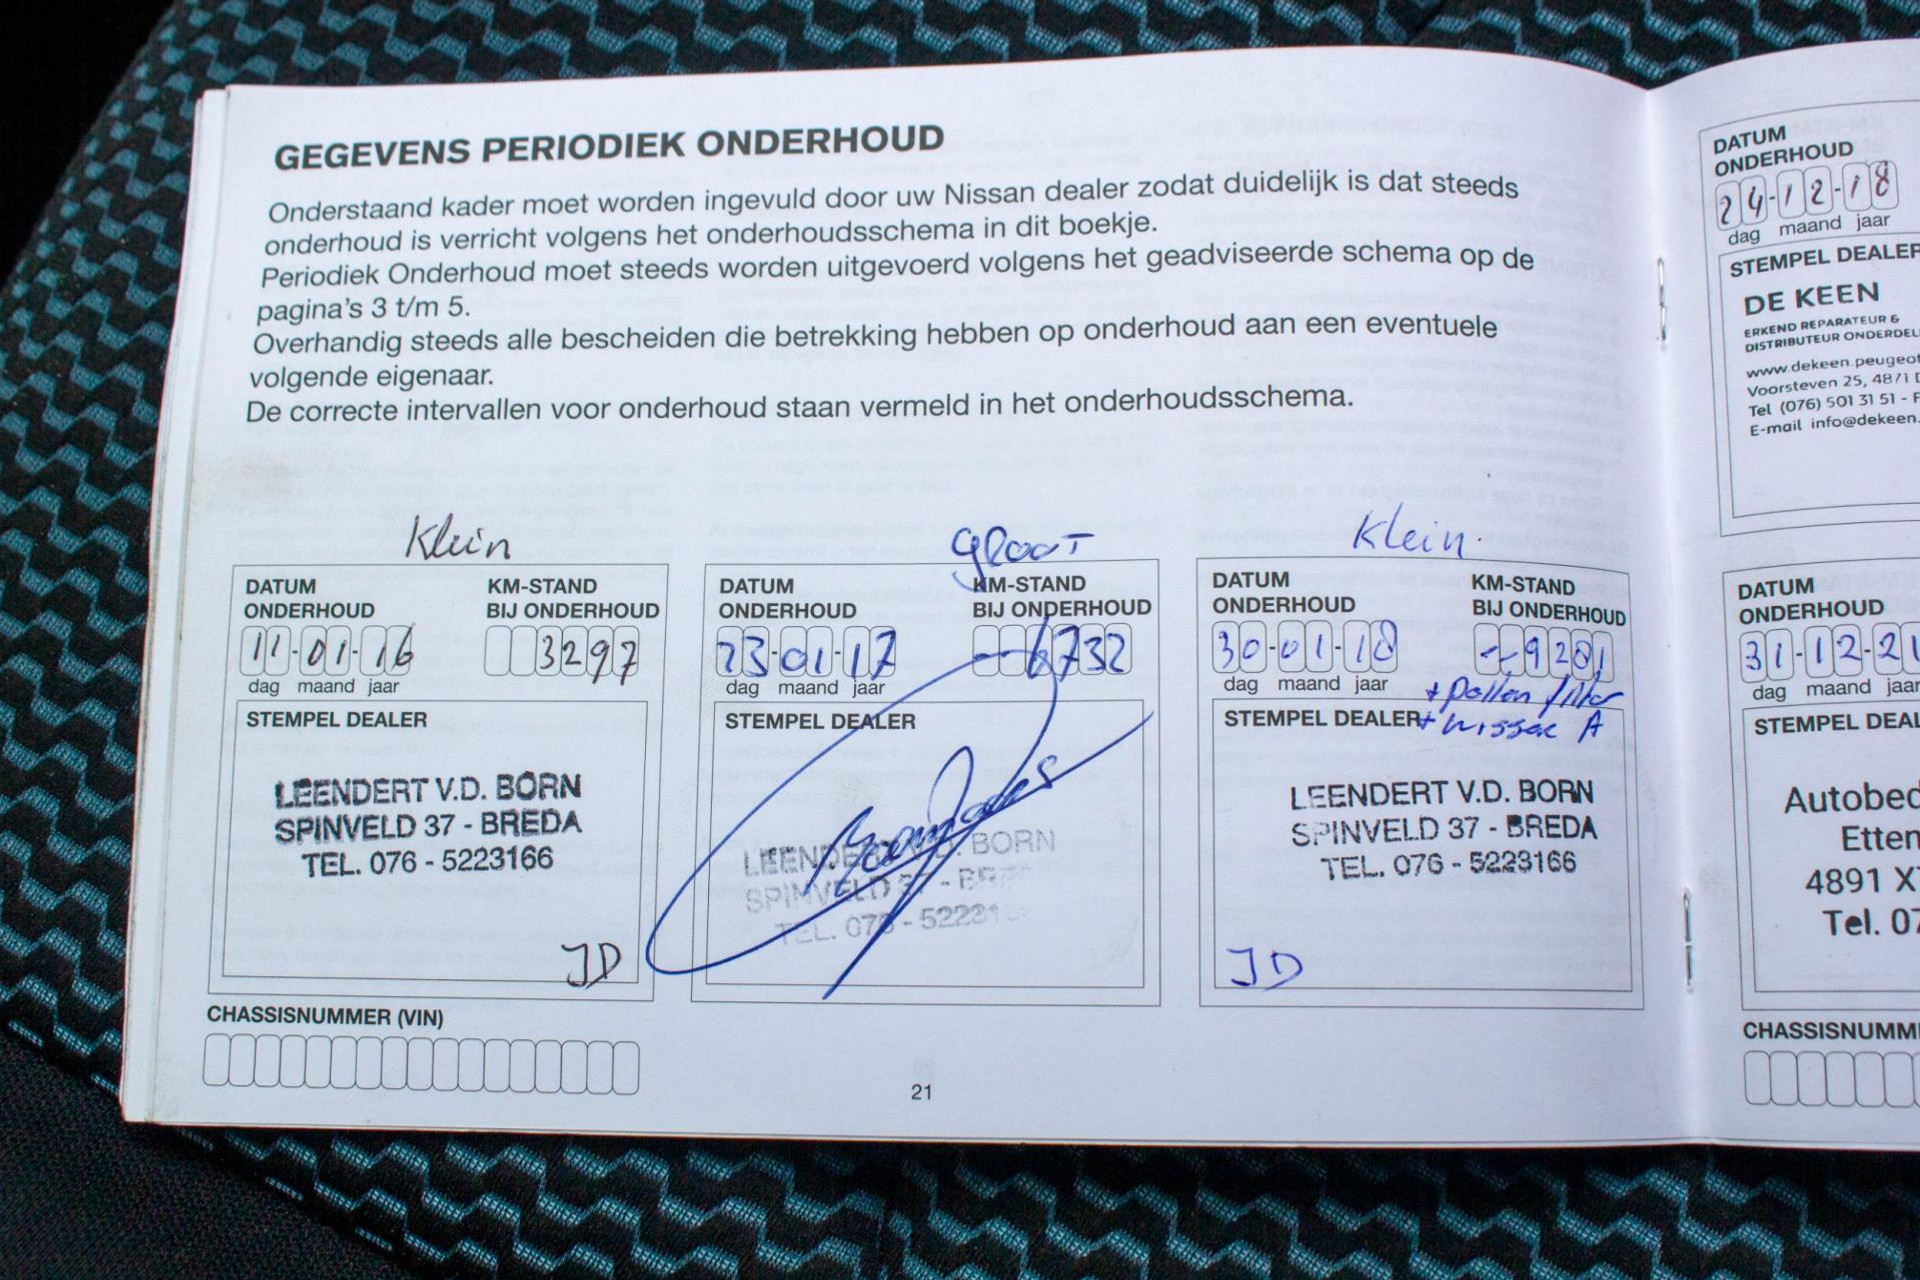 GEGEVENS PERIODIEK ONDERHOUD
Onderstaand kader moet worden ingevuld door uw Nissan dealer zodat duidelijk is dat steeds
onderhoud is verricht volgens het onderhoudsschema in dit boekje.
Periodiek Onderhoud moet steeds worden uitgevoerd volgens het geadviseerde schema op de
pagina's 3 t/m 5.
Overhandig steeds alle bescheiden die betrekking hebben op onderhoud aan een eventuele
volgende eigenaar.
De correcte intervallen voor onderhoud staan vermeld in het onderhoudsschema.
Klein
DATUM
ONDERHOUD
KM-STAND
BIJ ONDERHOUD
11-01-16
3297
dag maand jaar
STEMPEL DEALER
LEENDERT V.D. BORN
SPINVELD 37 - BREDA
TEL. 076 - 5223166
JD
CHASSISNUMMER (VIN)
groot
DATUM
ONDERHOUD
KM-STAND
BIJ ONDERHOUD
23-01-17
--6732
dag maand jaar
STEMPEL DEALER
LEENDERT V.D. BORN
SPINVELD 37 -
TEL. 076 -
Klein
DATUM
ONDERHOUD
KM-STAND
BIJ ONDERHOUD
30-01-18
--9281
dag maand jaar
+ pollen filter
STEMPEL DEALER + wisser A
LEENDERT V.D. BORN
SPINVELD 37 - BREDA
TEL. 076 - 5223166
JD
21
DATUM
ONDERHOUD
24-12-18
dag maand jaar
STEMPEL DEALER
DE KEEN
ERKEND REPARATEUR &
DISTRIBUTEUR ONDERDEL
www.dekeen.peugeot
Voorsteven 25, 4871
Tel (076) 501 31 51 - F
E-mail info@dekeen.
DATUM
ONDERHOUD
31-12-21
dag maand jaar
STEMPEL DEAL
Autobed
Etten
4891 X
Tel. 07
CHASSISNUMM